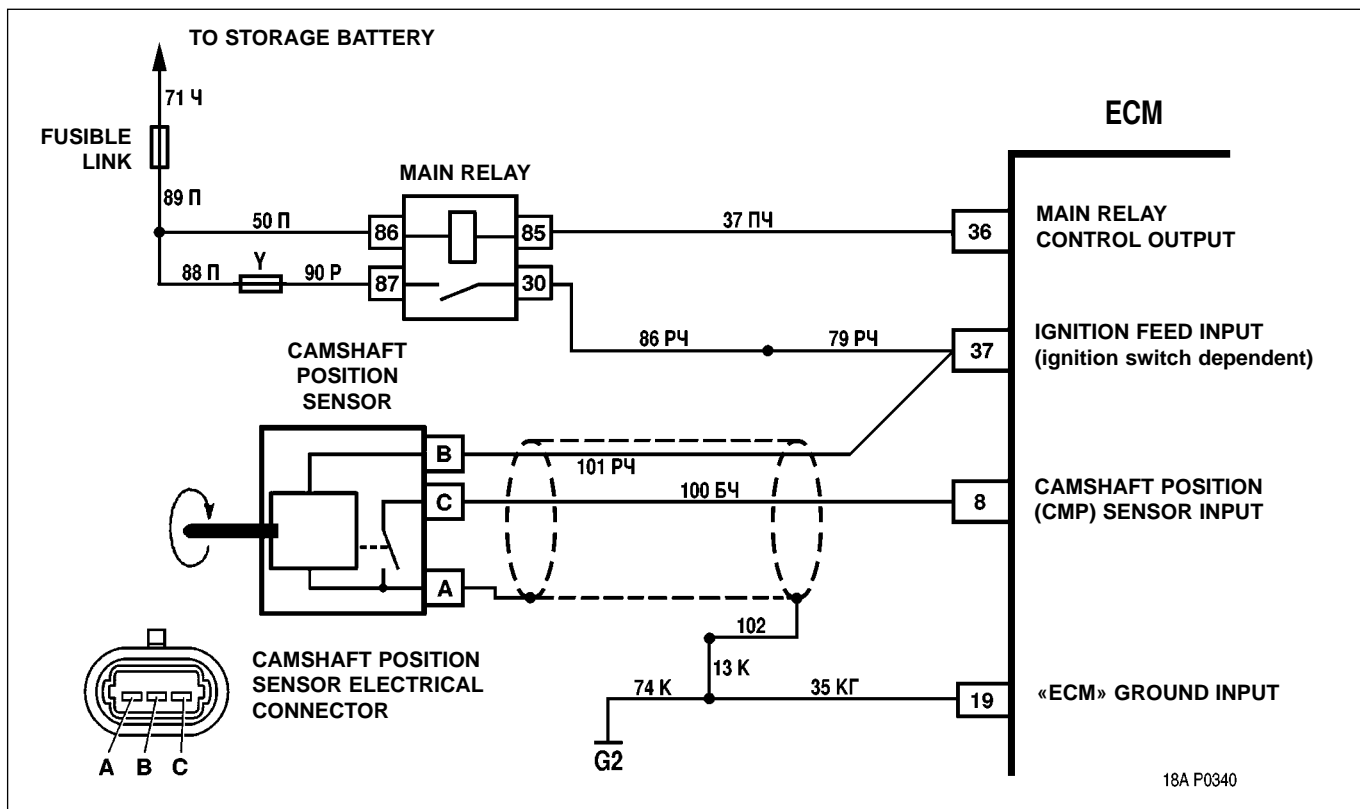 TO STORAGE BATTERY
71 Ч
FUSIBLE
LINK
89 П
ECM
MAIN RELAY
50 П
86
85
37 ПЧ
36
MAIN RELAY
CONTROL OUTPUT
88 П
Y
90 Р
87
30
86 РЧ
79 РЧ
37
IGNITION FEED INPUT
(ignition switch dependent)
CAMSHAFT
POSITION
SENSOR
B
101 РЧ
C
100 БЧ
8
CAMSHAFT POSITION
(CMP) SENSOR INPUT
A
102
13 К
74 К
35 КГ
19
«ECM» GROUND INPUT
G2
CAMSHAFT POSITION
SENSOR ELECTRICAL
CONNECTOR
A B C
18A P0340